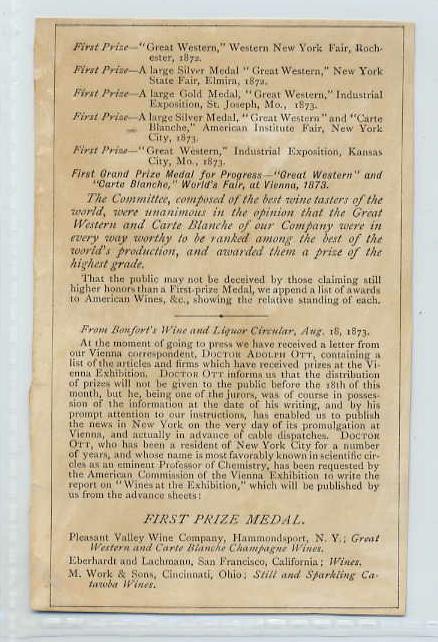 First Prize—"Great Western," Western New York Fair, Roch-
ester, 1872.
First Prize—A large Silver Medal "Great Western," New York
State Fair, Elmira, 1872.
First Prize—A large Gold Medal, "Great Western," Industrial
Exposition, St. Joseph, Mo., 1873.
First Prize—A large Silver Medal, "Great Western" and "Carte
Blanche," American Institute Fair, New York
City, 1873.
First Prize—"Great Western," Industrial Exposition, Kansas
City, Mo., 1873.
First Grand Prize Medal for Progress—"Great Western" and
"Carte Blanche," World's Fair, at Vienna, 1873.
The Committee, composed of the best wine tasters of the
world, were unanimous in the opinion that the Great
Western and Carte Blanche of our Company were in
every way worthy to be ranked among the best of the
world's production, and awarded them a prize of the
highest grade.
That the public may not be deceived by those claiming still
higher honors than a First-prize Medal, we append a list of awards
to American Wines, &c., showing the relative standing of each.
From Bonfort's Wine and Liquor Circular, Aug. 18, 1873.
At the moment of going to press we have received a letter from
our Vienna correspondent, DOCTOR ADOLPH OTT, containing a
list of the articles and firms which have received prizes at the Vi-
enna Exhibition. DOCTOR OTT informs us that the distribution
of prizes will not be given to the public before the 18th of this
month, but he, being one of the jurors, was of course in posses-
sion of the information at the date of his writing, and by his
prompt attention to our instructions, has enabled us to publish
the news in New York on the very day of its promulgation at
Vienna, and actually in advance of cable dispatches. DOCTOR
OTT, who has been a resident of New York City for a number
of years, and whose name is most favorably known in scientific cir-
cles as an eminent Professor of Chemistry, has been requested by
the American Commission of the Vienna Exhibition to write the
report on "Wines at the Exhibition," which will be published by
us from the advance sheets:
FIRST PRIZE MEDAL.
Pleasant Valley Wine Company, Hammondsport, N. Y.; Great
Western and Carte Blanche Champagne Wines.
Eberhardt and Lachmann, San Francisco, California; Wines.
M. Work & Sons, Cincinnati, Ohio; Still and Sparkling Ca-
tawba Wines.